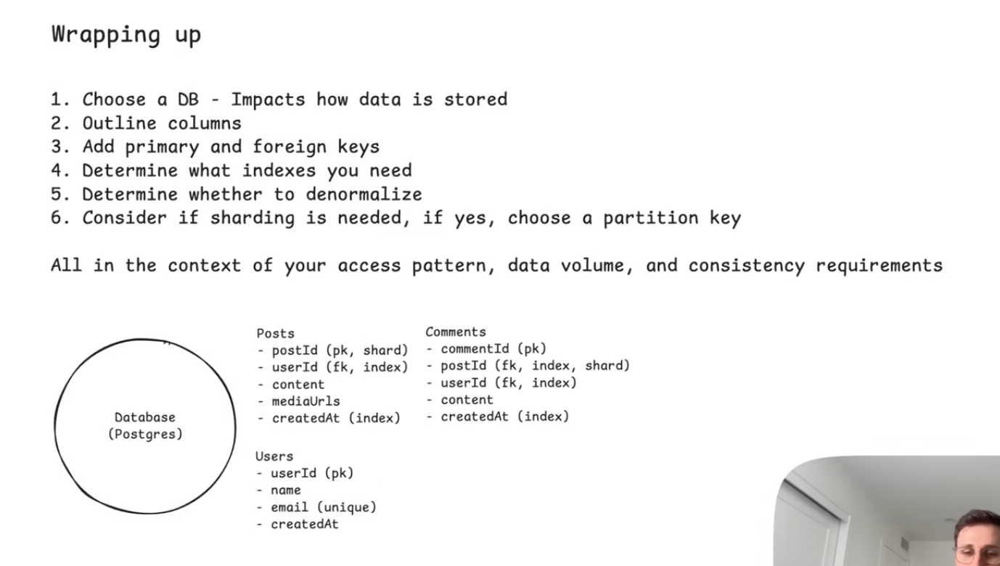 Wrapping up
1. Choose a DB - Impacts how data is stored
2. Outline columns
3. Add primary and foreign keys
4. Determine what indexes you need
5. Determine whether to denormalize
6. Consider if sharding is needed, if yes, choose a partition key
All in the context of your access pattern, data volume, and consistency requirements
Database
(Postgres)
Posts
- postId (pk, shard)
- userId (fk, index)
- content
- mediaUrls
- createdAt (index)
Comments
- commentId (pk)
- postId (fk, index, shard)
- userId (fk, index)
- content
- createdAt (index)
Users
- userId (pk)
- name
- email (unique)
- createdAt